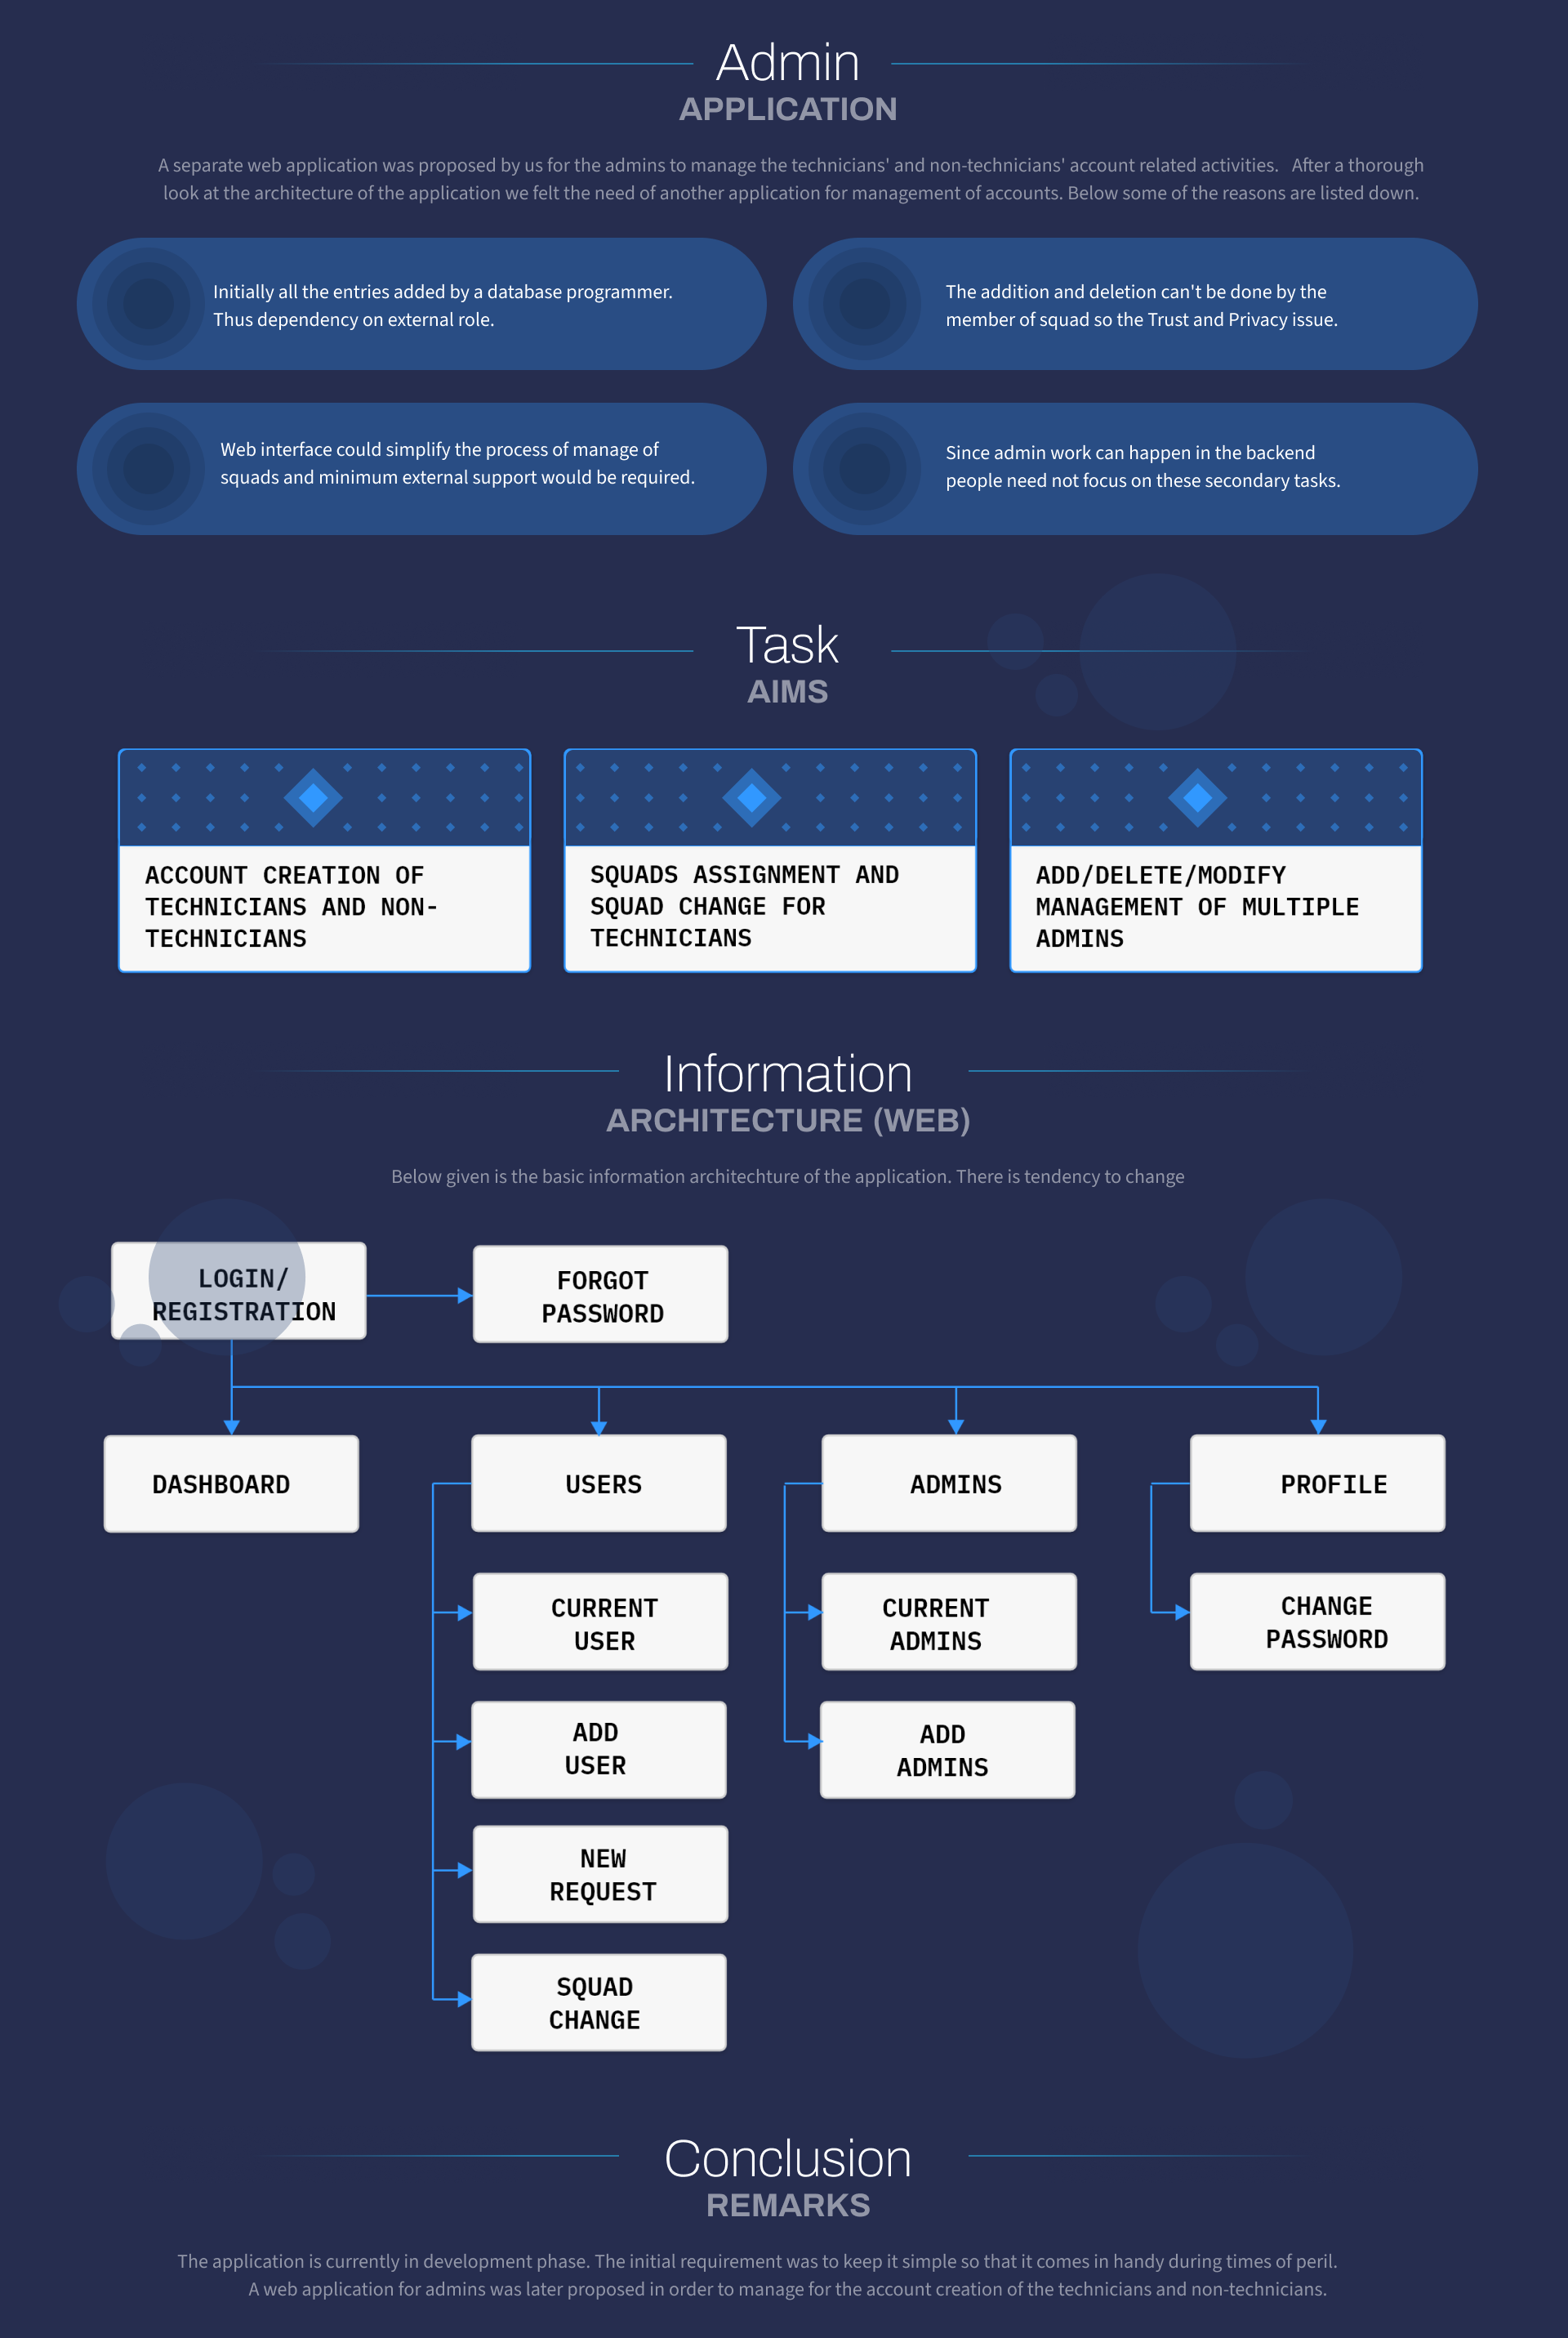 Admin
APPLICATION
A separate web application was proposed by us for the admins to manage the technicians' and non-technicians' account related activities. After a thorough
look at the architecture of the application we felt the need of another application for management of accounts. Below some of the reasons are listed down.
Initially all the entries added by a database programmer.
Thus dependency on external role.
The addition and deletion can't be done by the
member of squad so the Trust and Privacy issue.
Web interface could simplify the process of manage of
squads and minimum external support would be required.
Since admin work can happen in the backend
people need not focus on these secondary tasks.
Task
AIMS
ACCOUNT CREATION OF
TECHNICIANS AND NON-
TECHNICIANS
SQUADS ASSIGNMENT AND
SQUAD CHANGE FOR
TECHNICIANS
ADD/DELETE/MODIFY
MANAGEMENT OF MULTIPLE
ADMINS
Information
ARCHITECTURE (WEB)
Below given is the basic information architechture of the application. There is tendency to change
LOGIN/
REGISTRATION
FORGOT
PASSWORD
DASHBOARD
USERS
ADMINS
PROFILE
CURRENT
USER
CURRENT
ADMINS
CHANGE
PASSWORD
ADD
USER
ADD
ADMINS
NEW
REQUEST
SQUAD
CHANGE
Conclusion
REMARKS
The application is currently in development phase. The initial requirement was to keep it simple so that it comes in handy during times of peril.
A web application for admins was later proposed in order to manage for the account creation of the technicians and non-technicians.